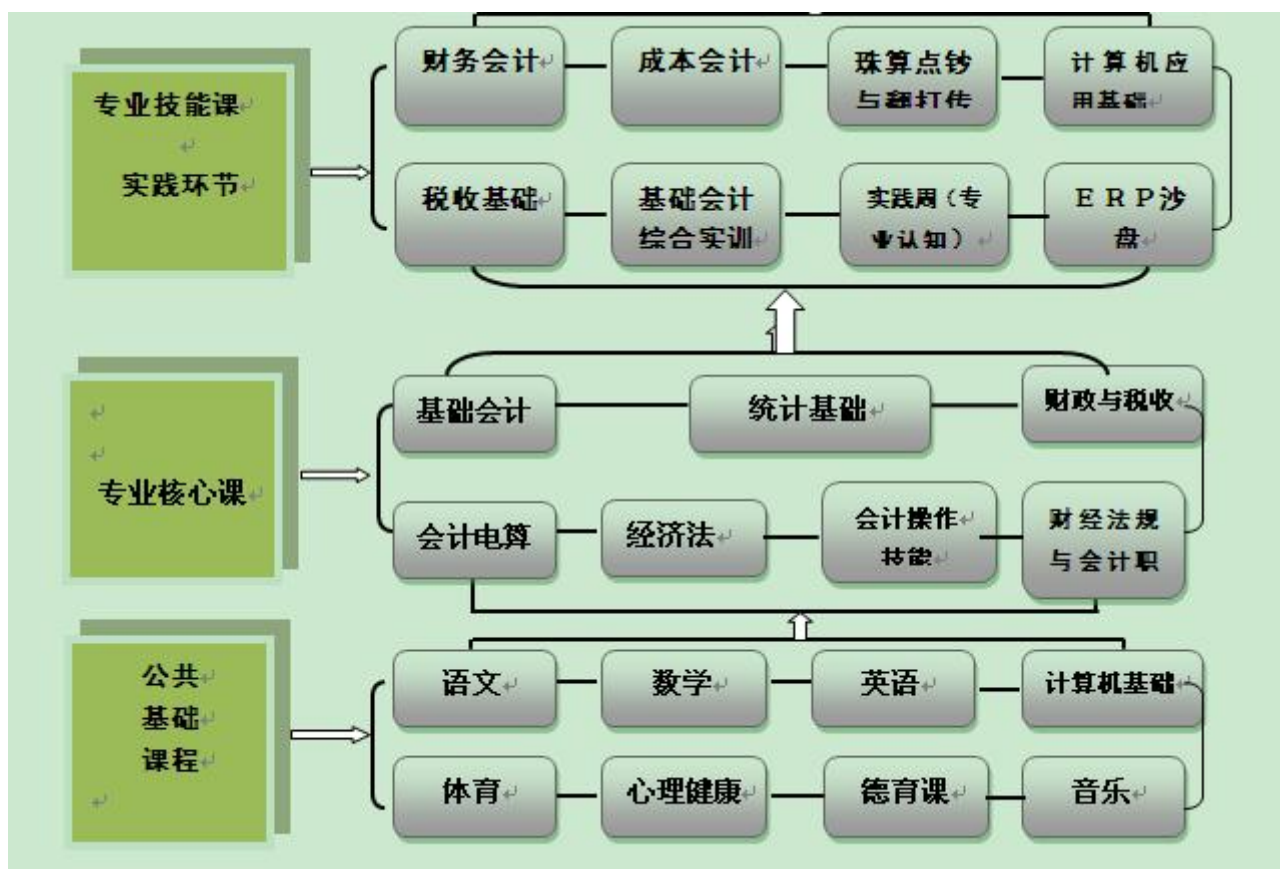 专业技能课
实践环节
财务会计
成本会计
珠算点钞
与翻打传
计算机应
用基础
税收基础
基础会计
综合实训
实践周（专
业认知）
ＥＲＰ沙
盘
专业核心课
基础会计
统计基础
财政与税收
会计电算
经济法
会计操作
技能
财经法规
与会计职
公共
基础
课程
语文
数学
英语
计算机基础
体育
心理健康
德育课
音乐